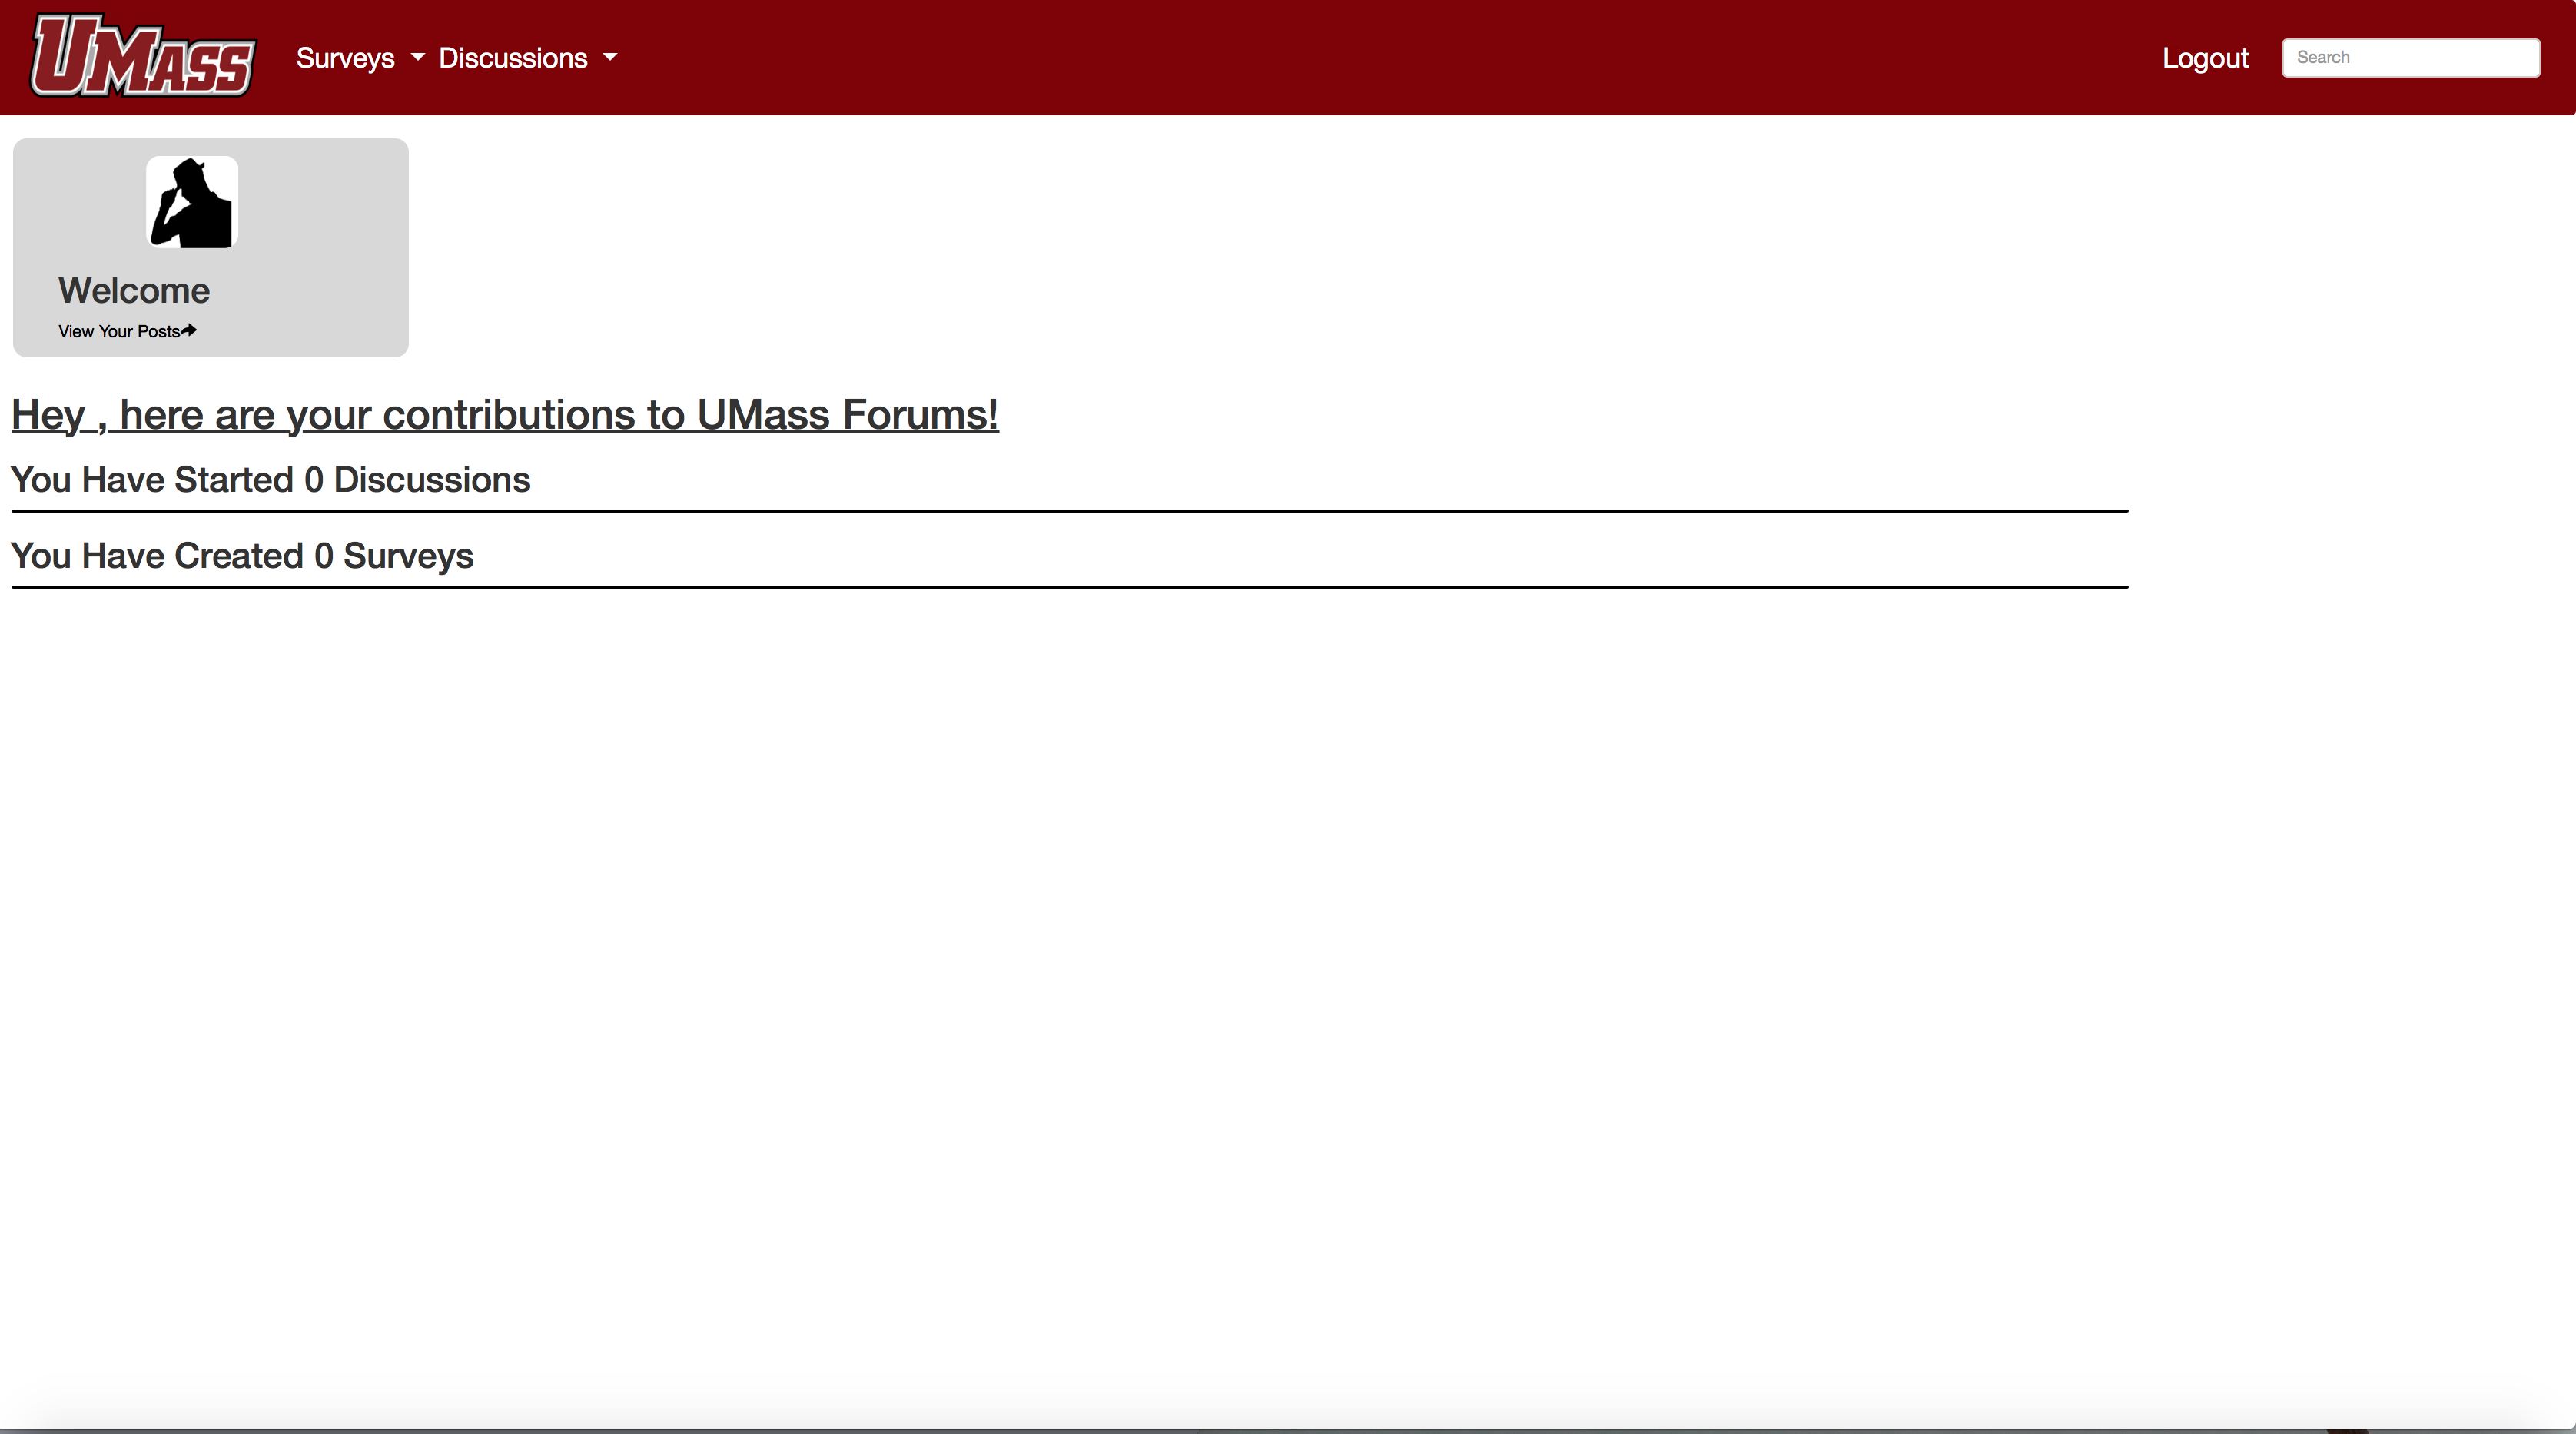 UMASS Surveys Discussions Logout Search
Welcome
View Your Posts
Hey , here are your contributions to UMass Forums!
You Have Started 0 Discussions
You Have Created 0 Surveys